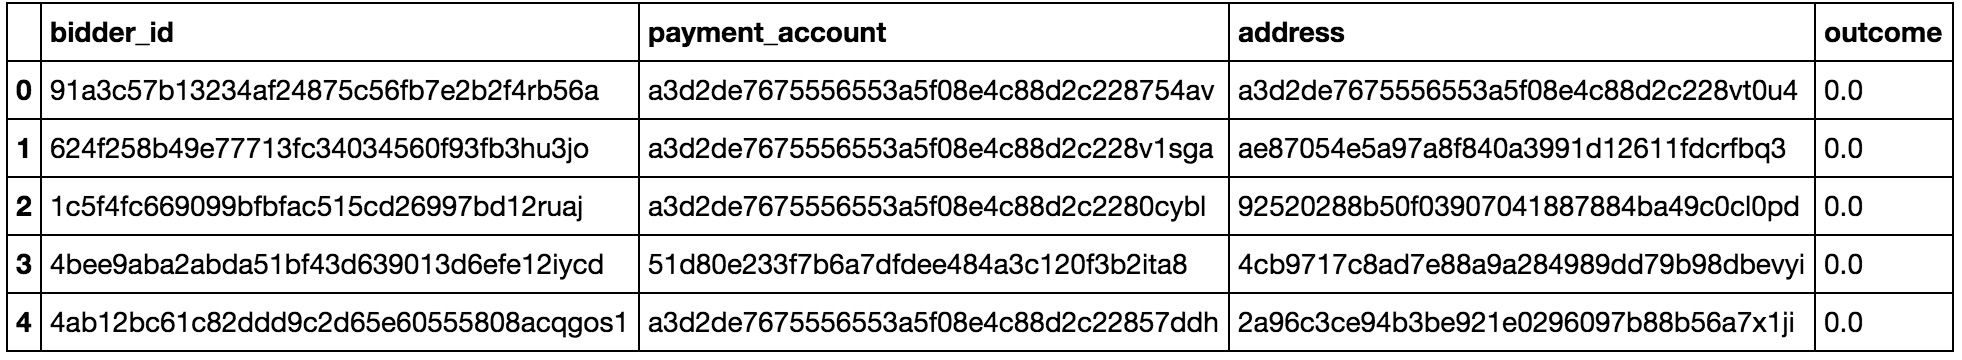 bidder_id payment_account address outcome
0 91a3c57b13234af24875c56fb7e2b2f4rb56a a3d2de7675556553a5f08e4c88d2c228754av a3d2de7675556553a5f08e4c88d2c228vt0u4 0.0
1 624f258b49e77713fc34034560f93fb3hu3jo a3d2de7675556553a5f08e4c88d2c228v1sga ae87054e5a97a8f840a3991d12611fdcrfbq3 0.0
2 1c5f4fc669099bfbfac515cd26997bd12ruaj a3d2de7675556553a5f08e4c88d2c2280cybl 92520288b50f03907041887884ba49c0cl0pd 0.0
3 4bee9aba2abda51bf43d639013d6efe12iycd 51d80e233f7b6a7dfdee484a3c120f3b2ita8 4cb9717c8ad7e88a9a284989dd79b98dbevyi 0.0
4 4ab12bc61c82ddd9c2d65e60555808acqgos1 a3d2de7675556553a5f08e4c88d2c22857ddh 2a96c3ce94b3be921e0296097b88b56a7x1ji 0.0